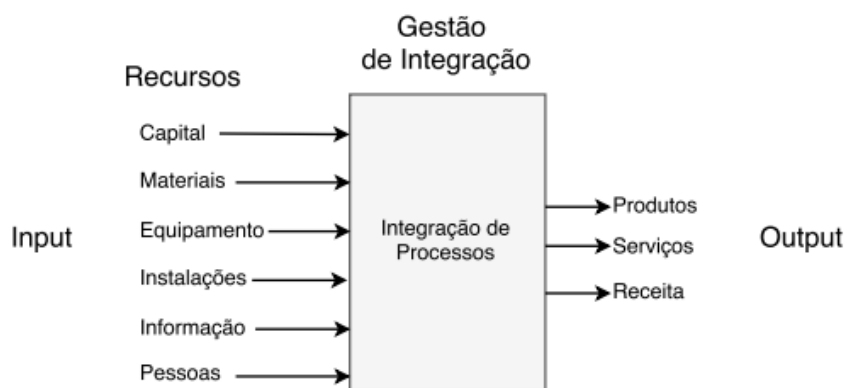 Gestão
de Integração
Recursos
Capital
Materiais
Equipamento
Instalações
Informação
Pessoas
Input
Integração de
Processos
Produtos
Serviços
Receita
Output